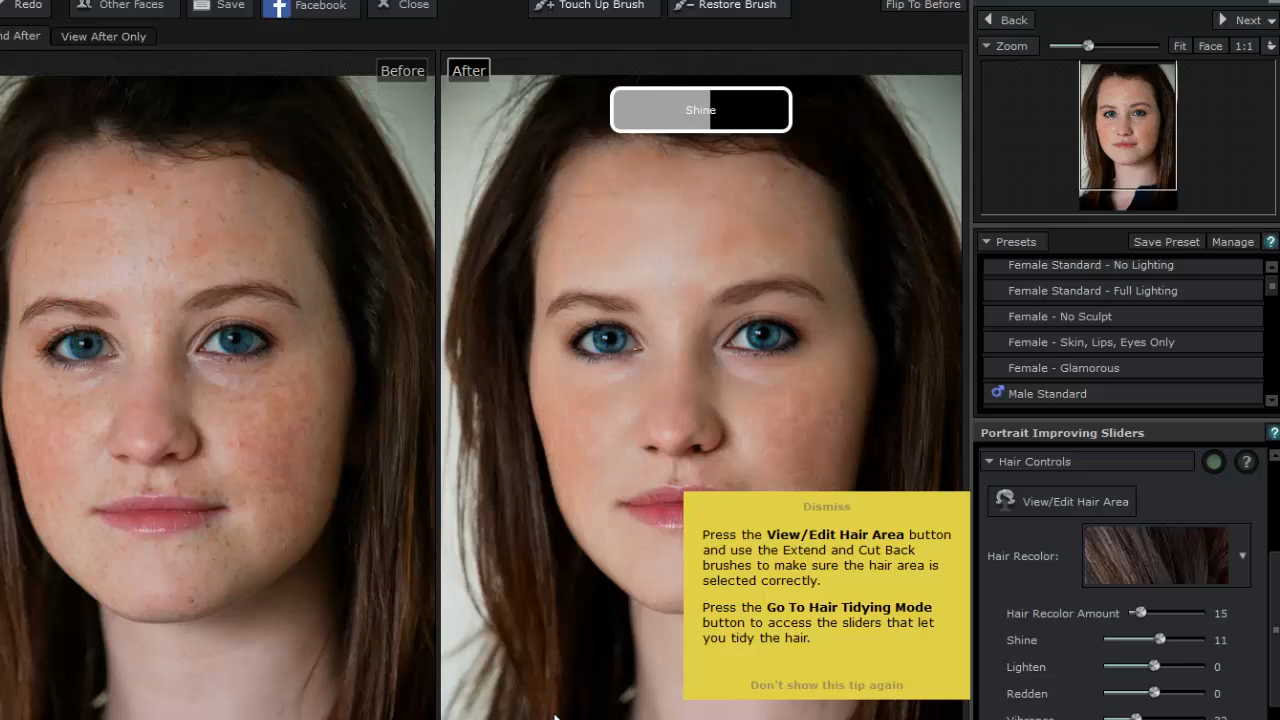 Redo
Other Faces
Save
Facebook
Close
Touch Up Brush
Restore Brush
Flip To Before
nd After
View After Only
Before
After
Shine
Back
Next
Zoom
Fit
Face
1:1
Presets
Save Preset
Manage
?
Female Standard - No Lighting
Female Standard - Full Lighting
Female - No Sculpt
Female - Skin, Lips, Eyes Only
Female - Glamorous
Male Standard
Portrait Improving Sliders
?
Hair Controls
?
View/Edit Hair Area
Hair Recolor:
Hair Recolor Amount 15
Shine 11
Lighten 0
Redden 0
Vibrance 32
Dismiss
Press the View/Edit Hair Area button
and use the Extend and Cut Back
brushes to make sure the hair area is
selected correctly.
Press the Go To Hair Tidying Mode
button to access the sliders that let
you tidy the hair.
Don't show this tip again